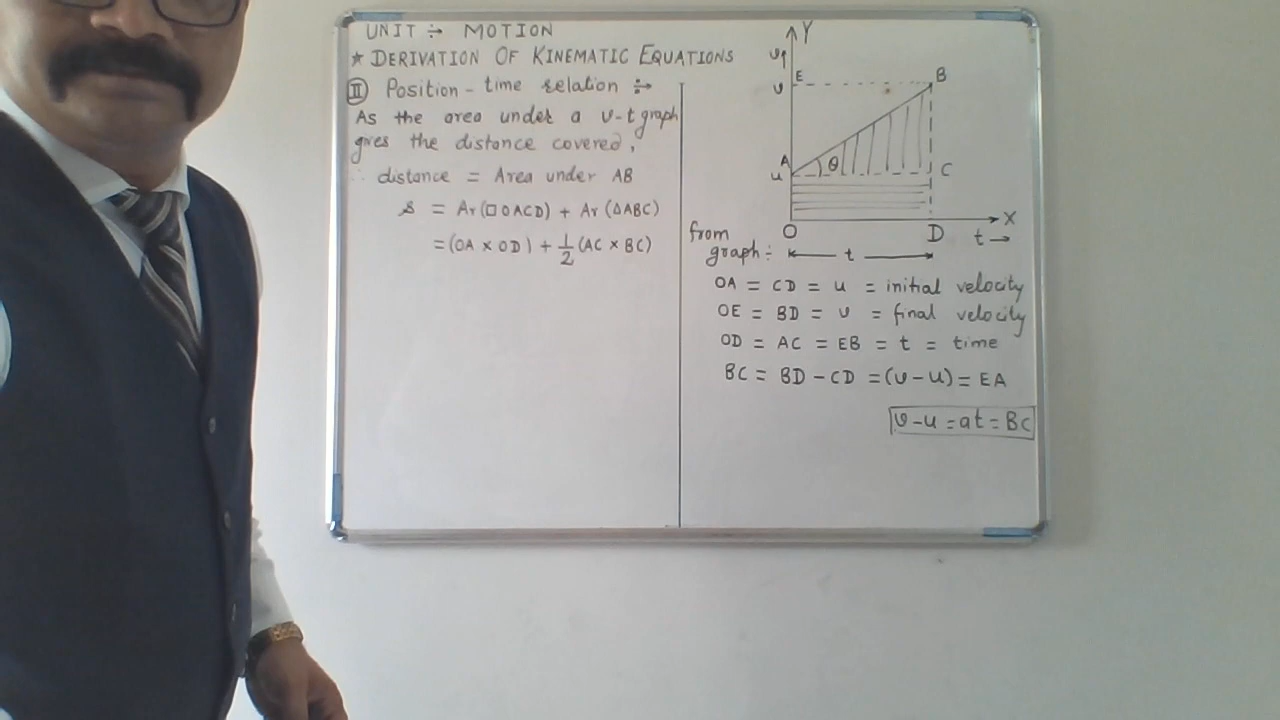 UNIT ÷ MOTION
★ DERIVATION OF KINEMATIC EQUATIONS
II Position - time relation ÷
As the area under a v-t graph
gives the distance covered,
∴ distance = Area under AB
s = Ar(□OACD) + Ar(ΔABC)
= (OA × OD) + 1/2 (AC × BC)
Y
v↑
E
B
v
A
θ
u
C
O
D
X
t→
from
graph :
t
OA = CD = u = initial velocity
OE = BD = v = final velocity
OD = AC = EB = t = time
BC = BD - CD = (v - u) = EA
v - u = at = BC